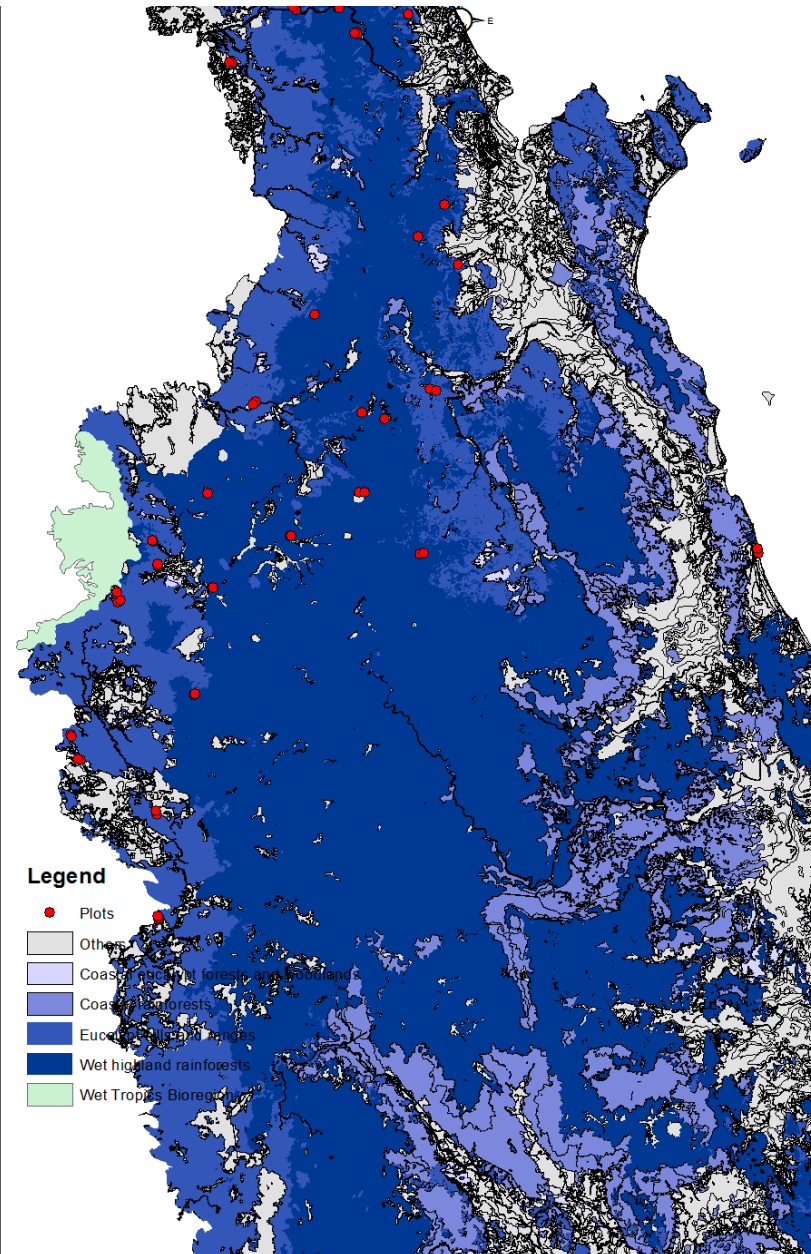 E
Legend
Plots
Others
Coastal eucalypt forests and woodlands
Coastal rainforests
Eucalypt hills and ranges
Wet highland rainforests
Wet Tropics Bioregion